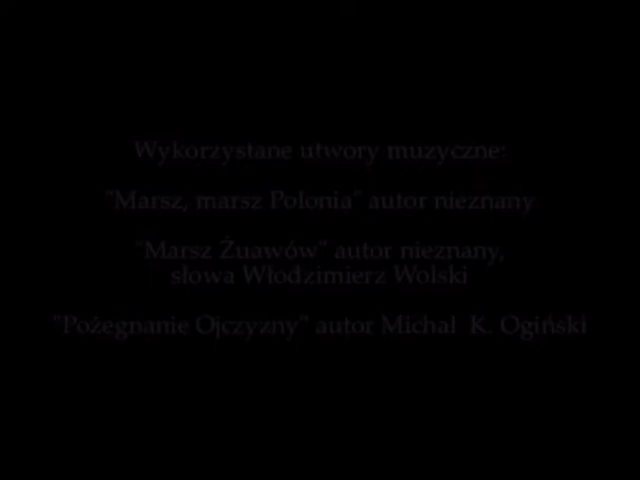 Wykorzystane utwory muzyczne:
"Marsz, marsz Polonia" autor nieznany
"Marsz Żuawów" autor nieznany,
słowa Włodzimierz Wolski
"Pożegnanie Ojczyzny" autor Michał K. Ogiński